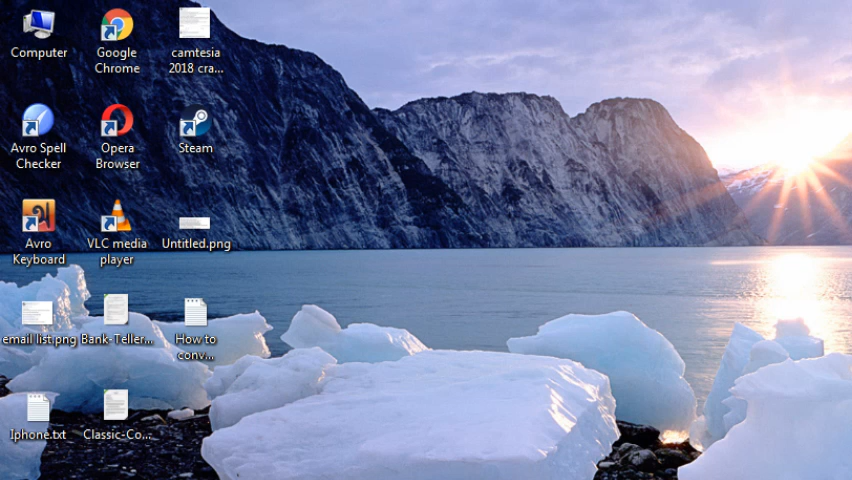 Computer
Google
Chrome
camtesia
2018 cra...
Avro Spell
Checker
Opera
Browser
Steam
Avro
Keyboard
VLC media
player
Untitled.png
email list.png
Bank-Teller...
How to
conv...
Iphone.txt
Classic-Co...